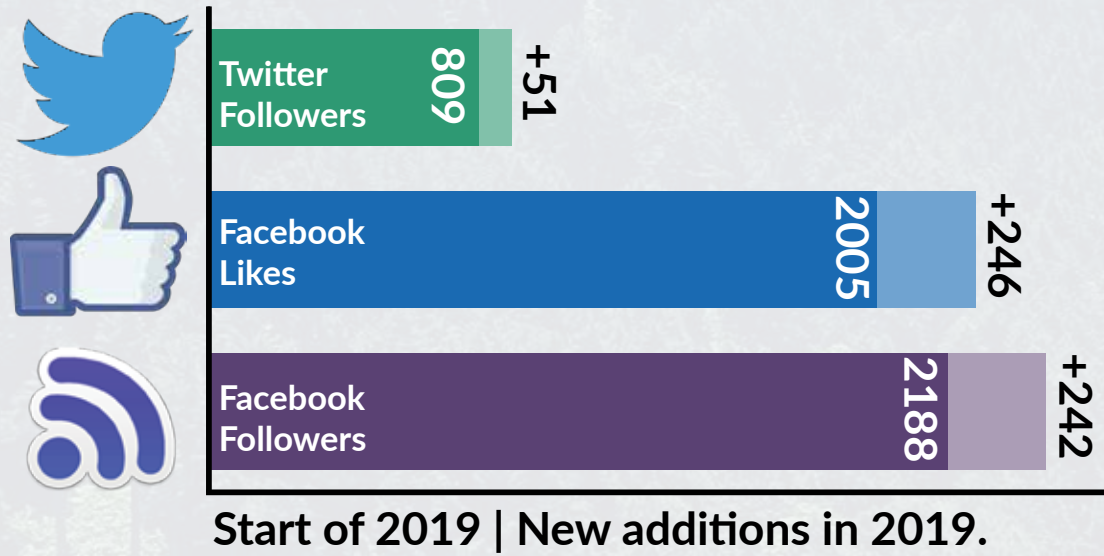 Twitter
Followers
809
+51
Facebook
Likes
2005
+246
Facebook
Followers
2188
+242
Start of 2019 | New additions in 2019.